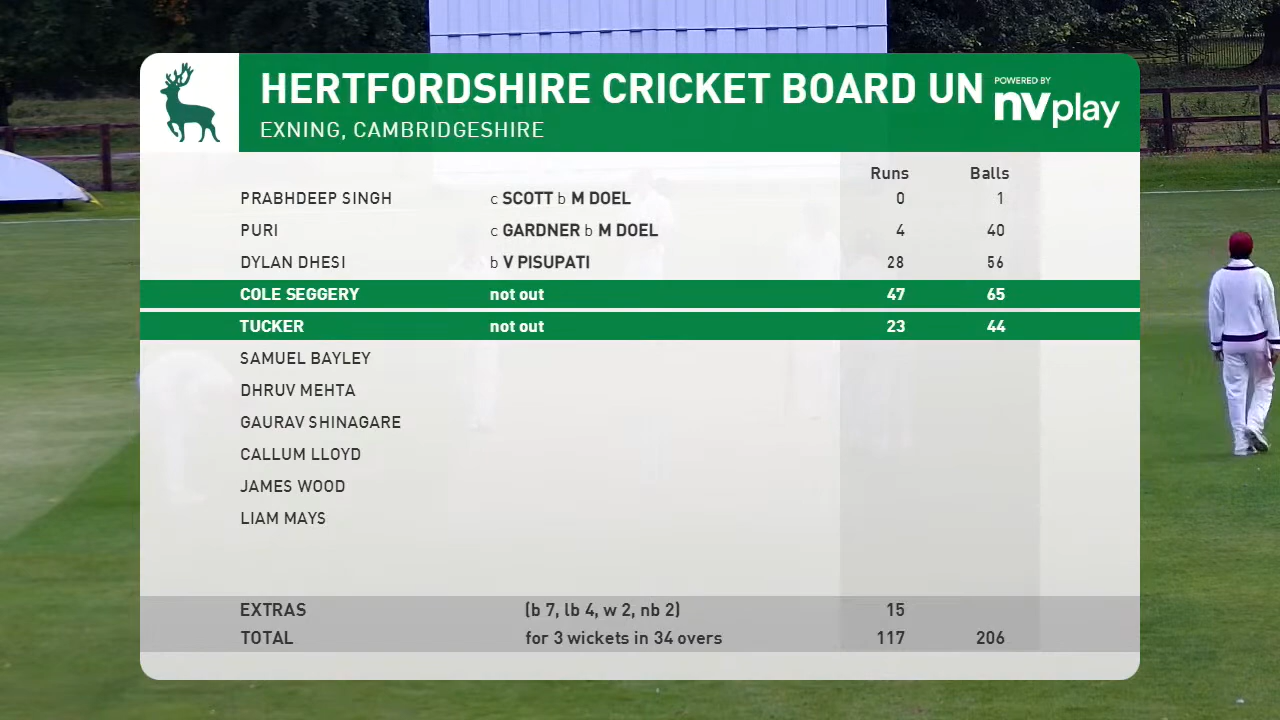 HERTFORDSHIRE CRICKET BOARD UN
POWERED BY
nvplay
EXNING, CAMBRIDGESHIRE
Runs Balls
PRABHDEEP SINGH c SCOTT b M DOEL 0 1
PURI c GARDNER b M DOEL 4 40
DYLAN DHESI b V PISUPATI 28 56
COLE SEGGERY not out 47 65
TUCKER not out 23 44
SAMUEL BAYLEY
DHRUV MEHTA
GAURAV SHINAGARE
CALLUM LLOYD
JAMES WOOD
LIAM MAYS
EXTRAS (b 7, lb 4, w 2, nb 2) 15
TOTAL for 3 wickets in 34 overs 117 206